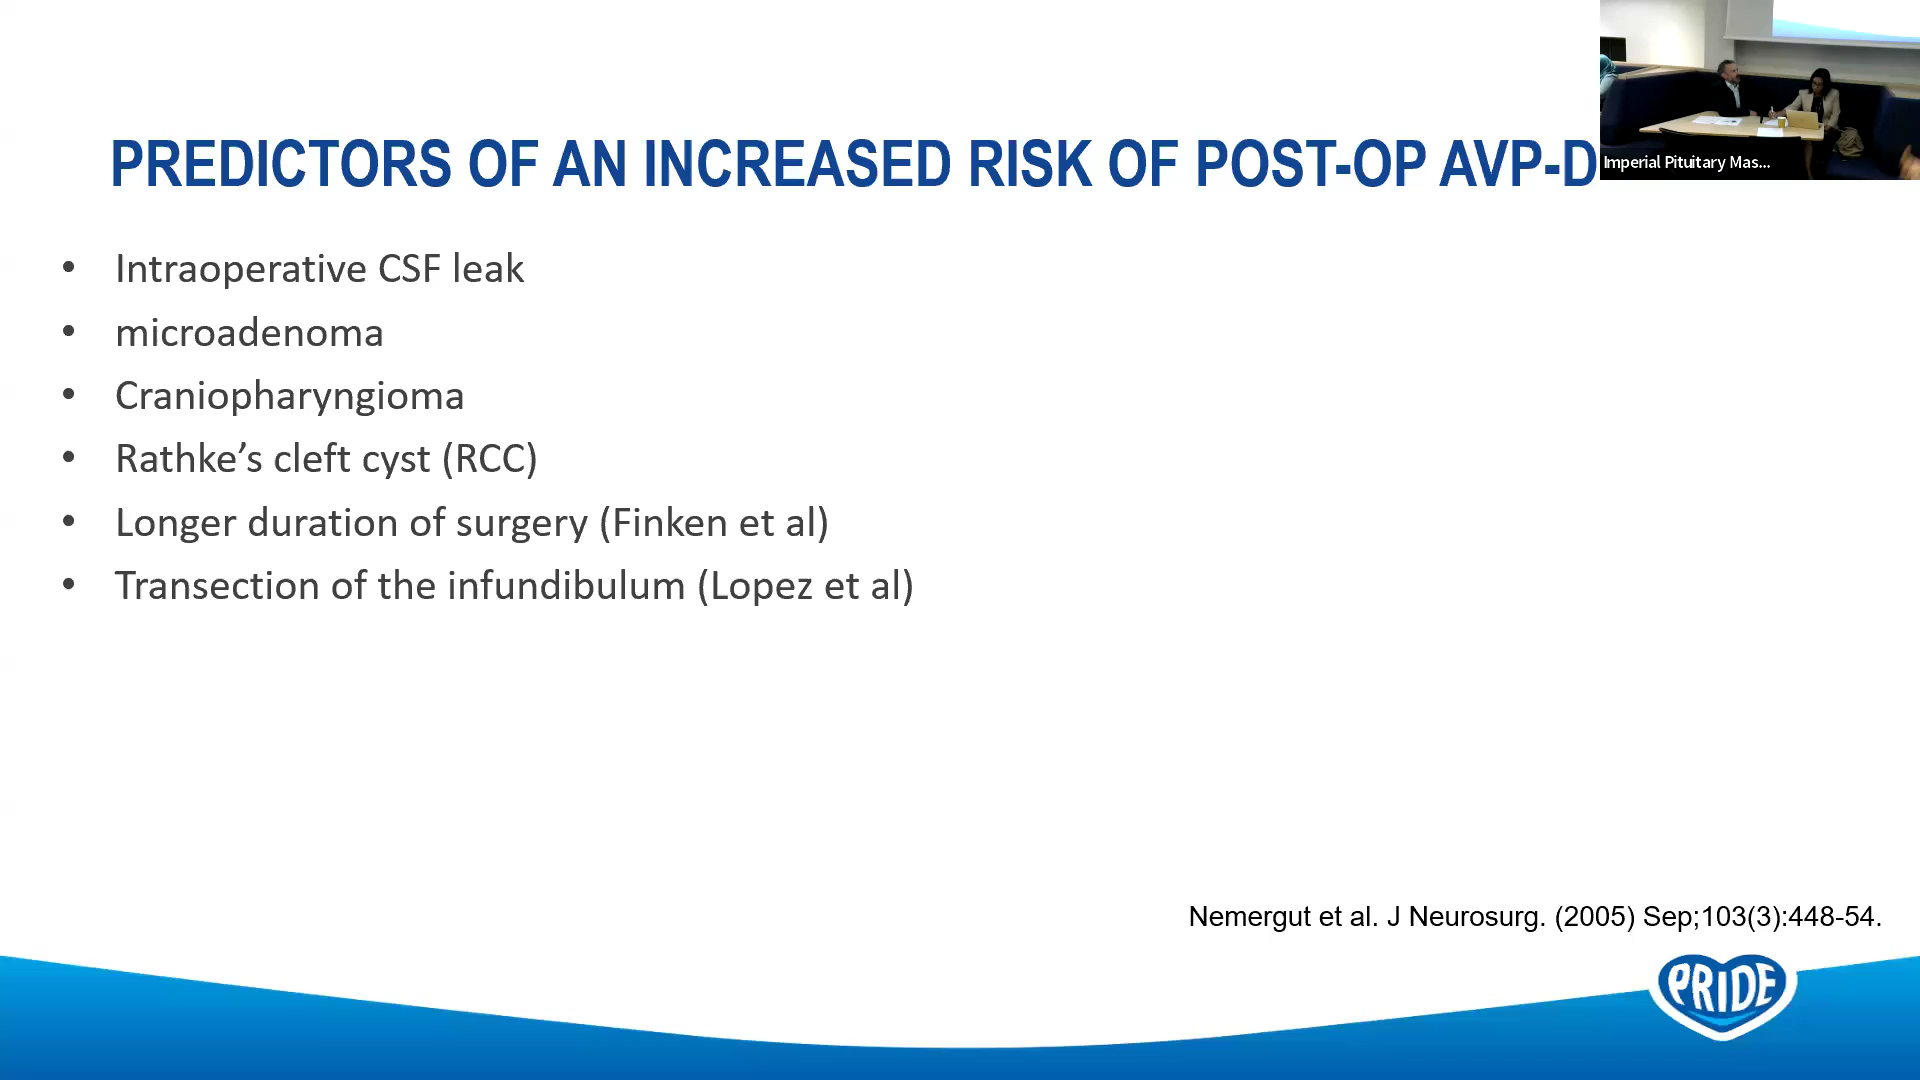 PREDICTORS OF AN INCREASED RISK OF POST-OP AVP-D
Imperial Pituitary Mas...
• Intraoperative CSF leak
• microadenoma
• Craniopharyngioma
• Rathke’s cleft cyst (RCC)
• Longer duration of surgery (Finken et al)
• Transection of the infundibulum (Lopez et al)
Nemergut et al. J Neurosurg. (2005) Sep;103(3):448-54.
PRIDE